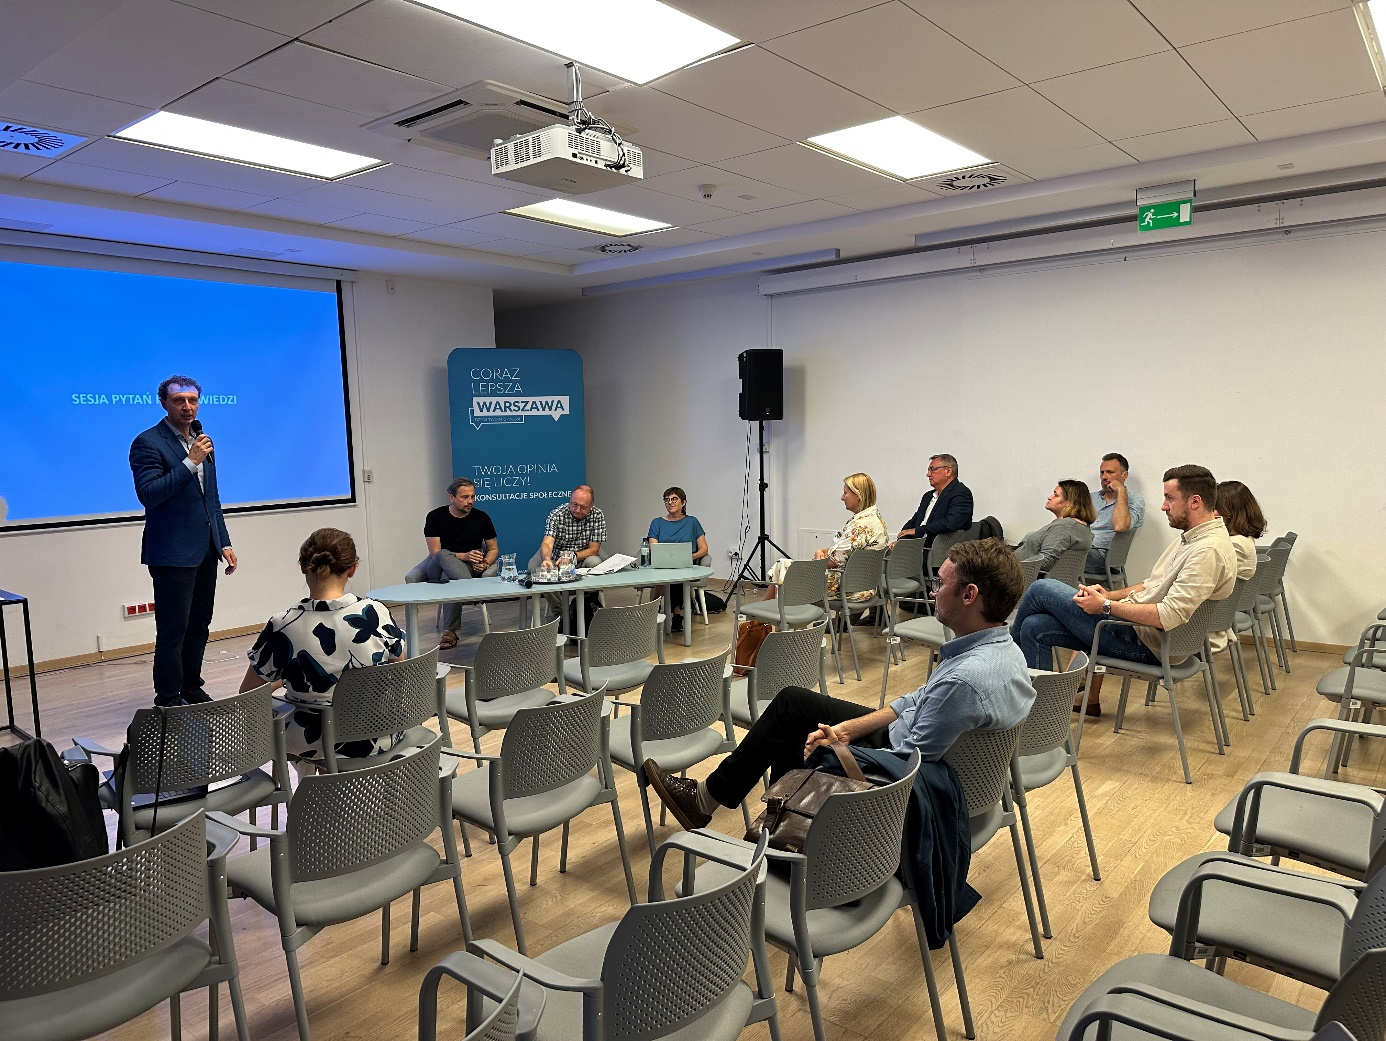 SESJA PYTAŃ I WIEDZI
CORAZ
LEPSZA
WARSZAWA
TWOJA OPINIA
SIĘ LICZY!
KONSULTACJE SPOŁECZNE